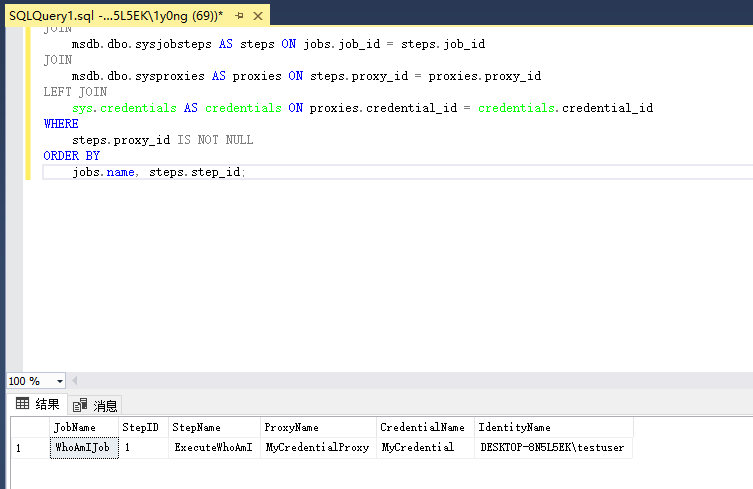 SQLQuery1.sql -...5L5EK\1y0ng (69))*
JOIN
msdb.dbo.sysjobsteps AS steps ON jobs.job_id = steps.job_id
JOIN
msdb.dbo.sysproxies AS proxies ON steps.proxy_id = proxies.proxy_id
LEFT JOIN
sys.credentials AS credentials ON proxies.credential_id = credentials.credential_id
WHERE
steps.proxy_id IS NOT NULL
ORDER BY
jobs.name, steps.step_id;
100 %
结果 消息
JobName StepID StepName ProxyName CredentialName IdentityName
1 WhoAmIJob 1 ExecuteWhoAmI MyCredentialProxy MyCredential DESKTOP-8N5L5EK\testuser